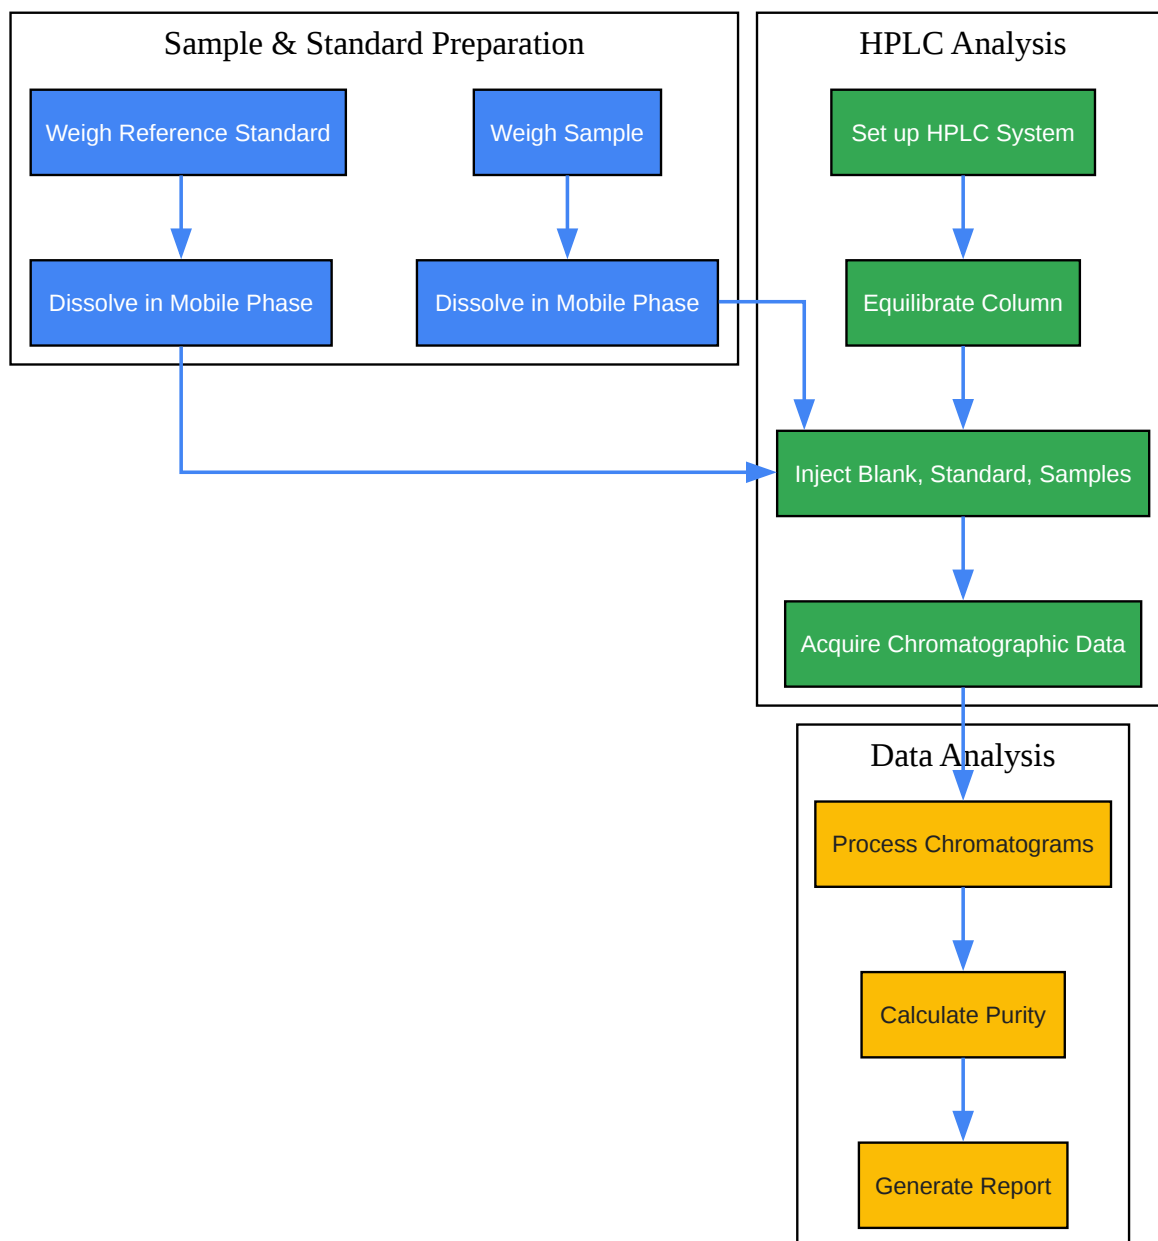 Sample & Standard Preparation
Weigh Reference Standard
Weigh Sample
Dissolve in Mobile Phase
Dissolve in Mobile Phase
HPLC Analysis
Set up HPLC System
Equilibrate Column
Inject Blank, Standard, Samples
Acquire Chromatographic Data
Data Analysis
Process Chromatograms
Calculate Purity
Generate Report